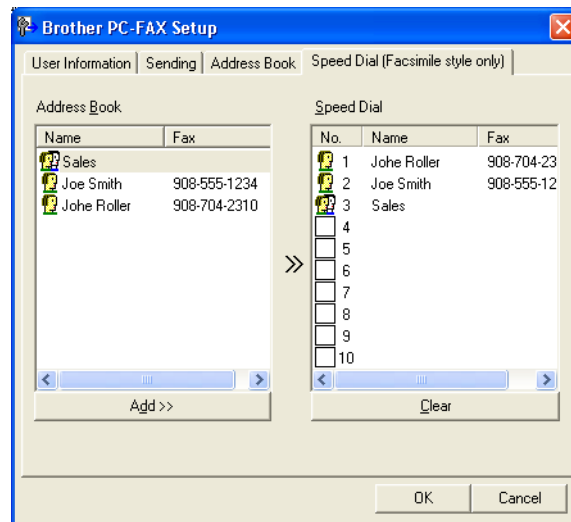 Brother PC-FAX Setup
User Information Sending Address Book Speed Dial (Facsimile style only)
Address Book
Name Fax
Sales
Joe Smith 908-555-1234
Johe Roller 908-704-2310
Add >>
»
Speed Dial
No. Name Fax
1 Johe Roller 908-704-23
2 Joe Smith 908-555-12
3 Sales
4
5
6
7
8
9
10
Clear
OK Cancel